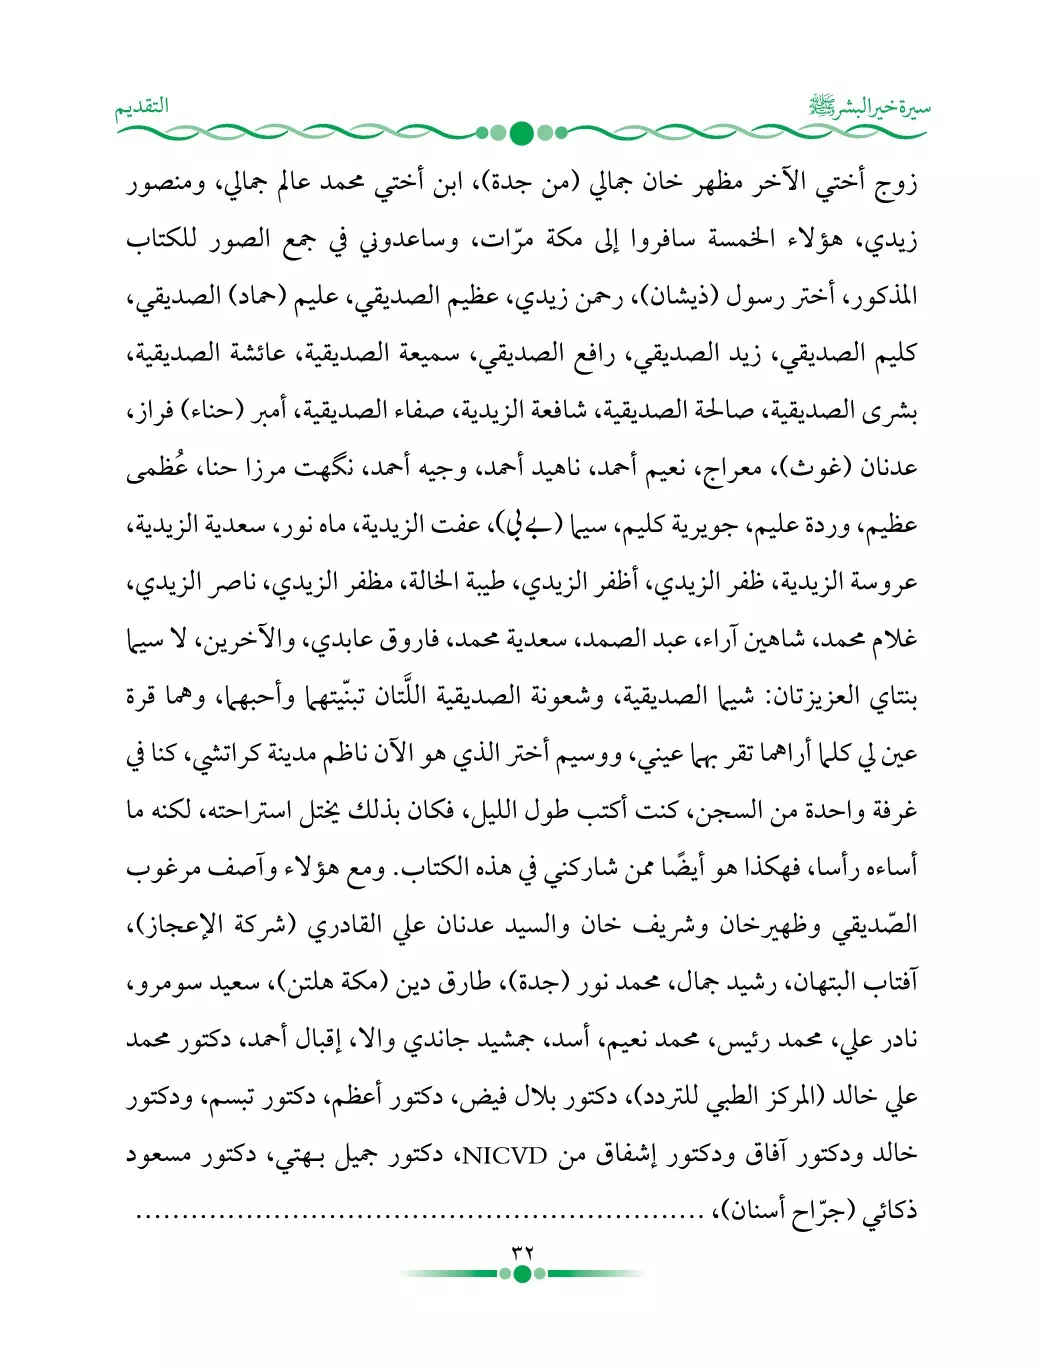 سيرة خير البشر ﷺ
التقديم
زوج أختي الآخر مظهر خان جمالي (من جدة)، ابن أختي محمد عالم جمالي، ومنصور
زيدي، هؤلاء الخمسة سافروا إلى مكة مرّات، وساعدوني في جمع الصور للكتاب
المذكور، أختر رسول (ذيشان)، رحمن زيدي، عظيم الصديقي، عليم (حماد) الصديقي،
كليم الصديقي، زيد الصديقي، رافع الصديقي، سميعة الصديقية، عائشة الصديقية،
بشرى الصديقية، صالحة الصديقية، شافعة الزيدية، صفاء الصديقية، أمبر (حناء) فراز،
عدنان (غوث)، معراج، نعيم أحمد، ناهيد أحمد، وجيه أحمد، نگهت مرزا حنا، عُظمى
عظيم، وردة عليم، جويرية كليم، سيما (بے بی)، عفت الزيدية، ماه نور، سعدية الزيدية،
عروسة الزيدية، ظفر الزيدي، أظفر الزيدي، طيبة الخالة، مظفر الزيدي، ناصر الزيدي،
غلام محمد، شاهين آراء، عبد الصمد، سعدية محمد، فاروق عابدي، والآخرين، لا سيما
بنتاي العزيزتان: شيما الصديقية، وشعونة الصديقية اللَّتان تبنّيتهما وأحبهما، وهما قرة
عين لي كلما أراهما تقر بهما عيني، ووسيم أختر الذي هو الآن ناظم مدينة كراتشي، كنا في
غرفة واحدة من السجن، كنت أكتب طول الليل، فكان بذلك يختل استراحته، لكنه ما
أساءه رأسا، فهكذا هو أيضًا ممن شاركني في هذه الكتاب. ومع هؤلاء وآصف مرغوب
الصّديقي وظهيرخان وشريف خان والسيد عدنان علي القادري (شركة الإعجاز)،
آفتاب البتهان، رشيد جمال، محمد نور (جدة)، طارق دين (مكة هلتن)، سعيد سومرو،
نادر علي، محمد رئيس، محمد نعيم، أسد، جمشيد جاندي والا، إقبال أحمد، دكتور محمد
علي خالد (المركز الطبي للتردد)، دكتور بلال فيض، دكتور أعظم، دكتور تبسم، ودكتور
خالد ودكتور آفاق ودكتور إشفاق من NICVD، دكتور جميل بهتي، دكتور مسعود
ذكائي (جرّاح أسنان)، ..............................................................
٣٢